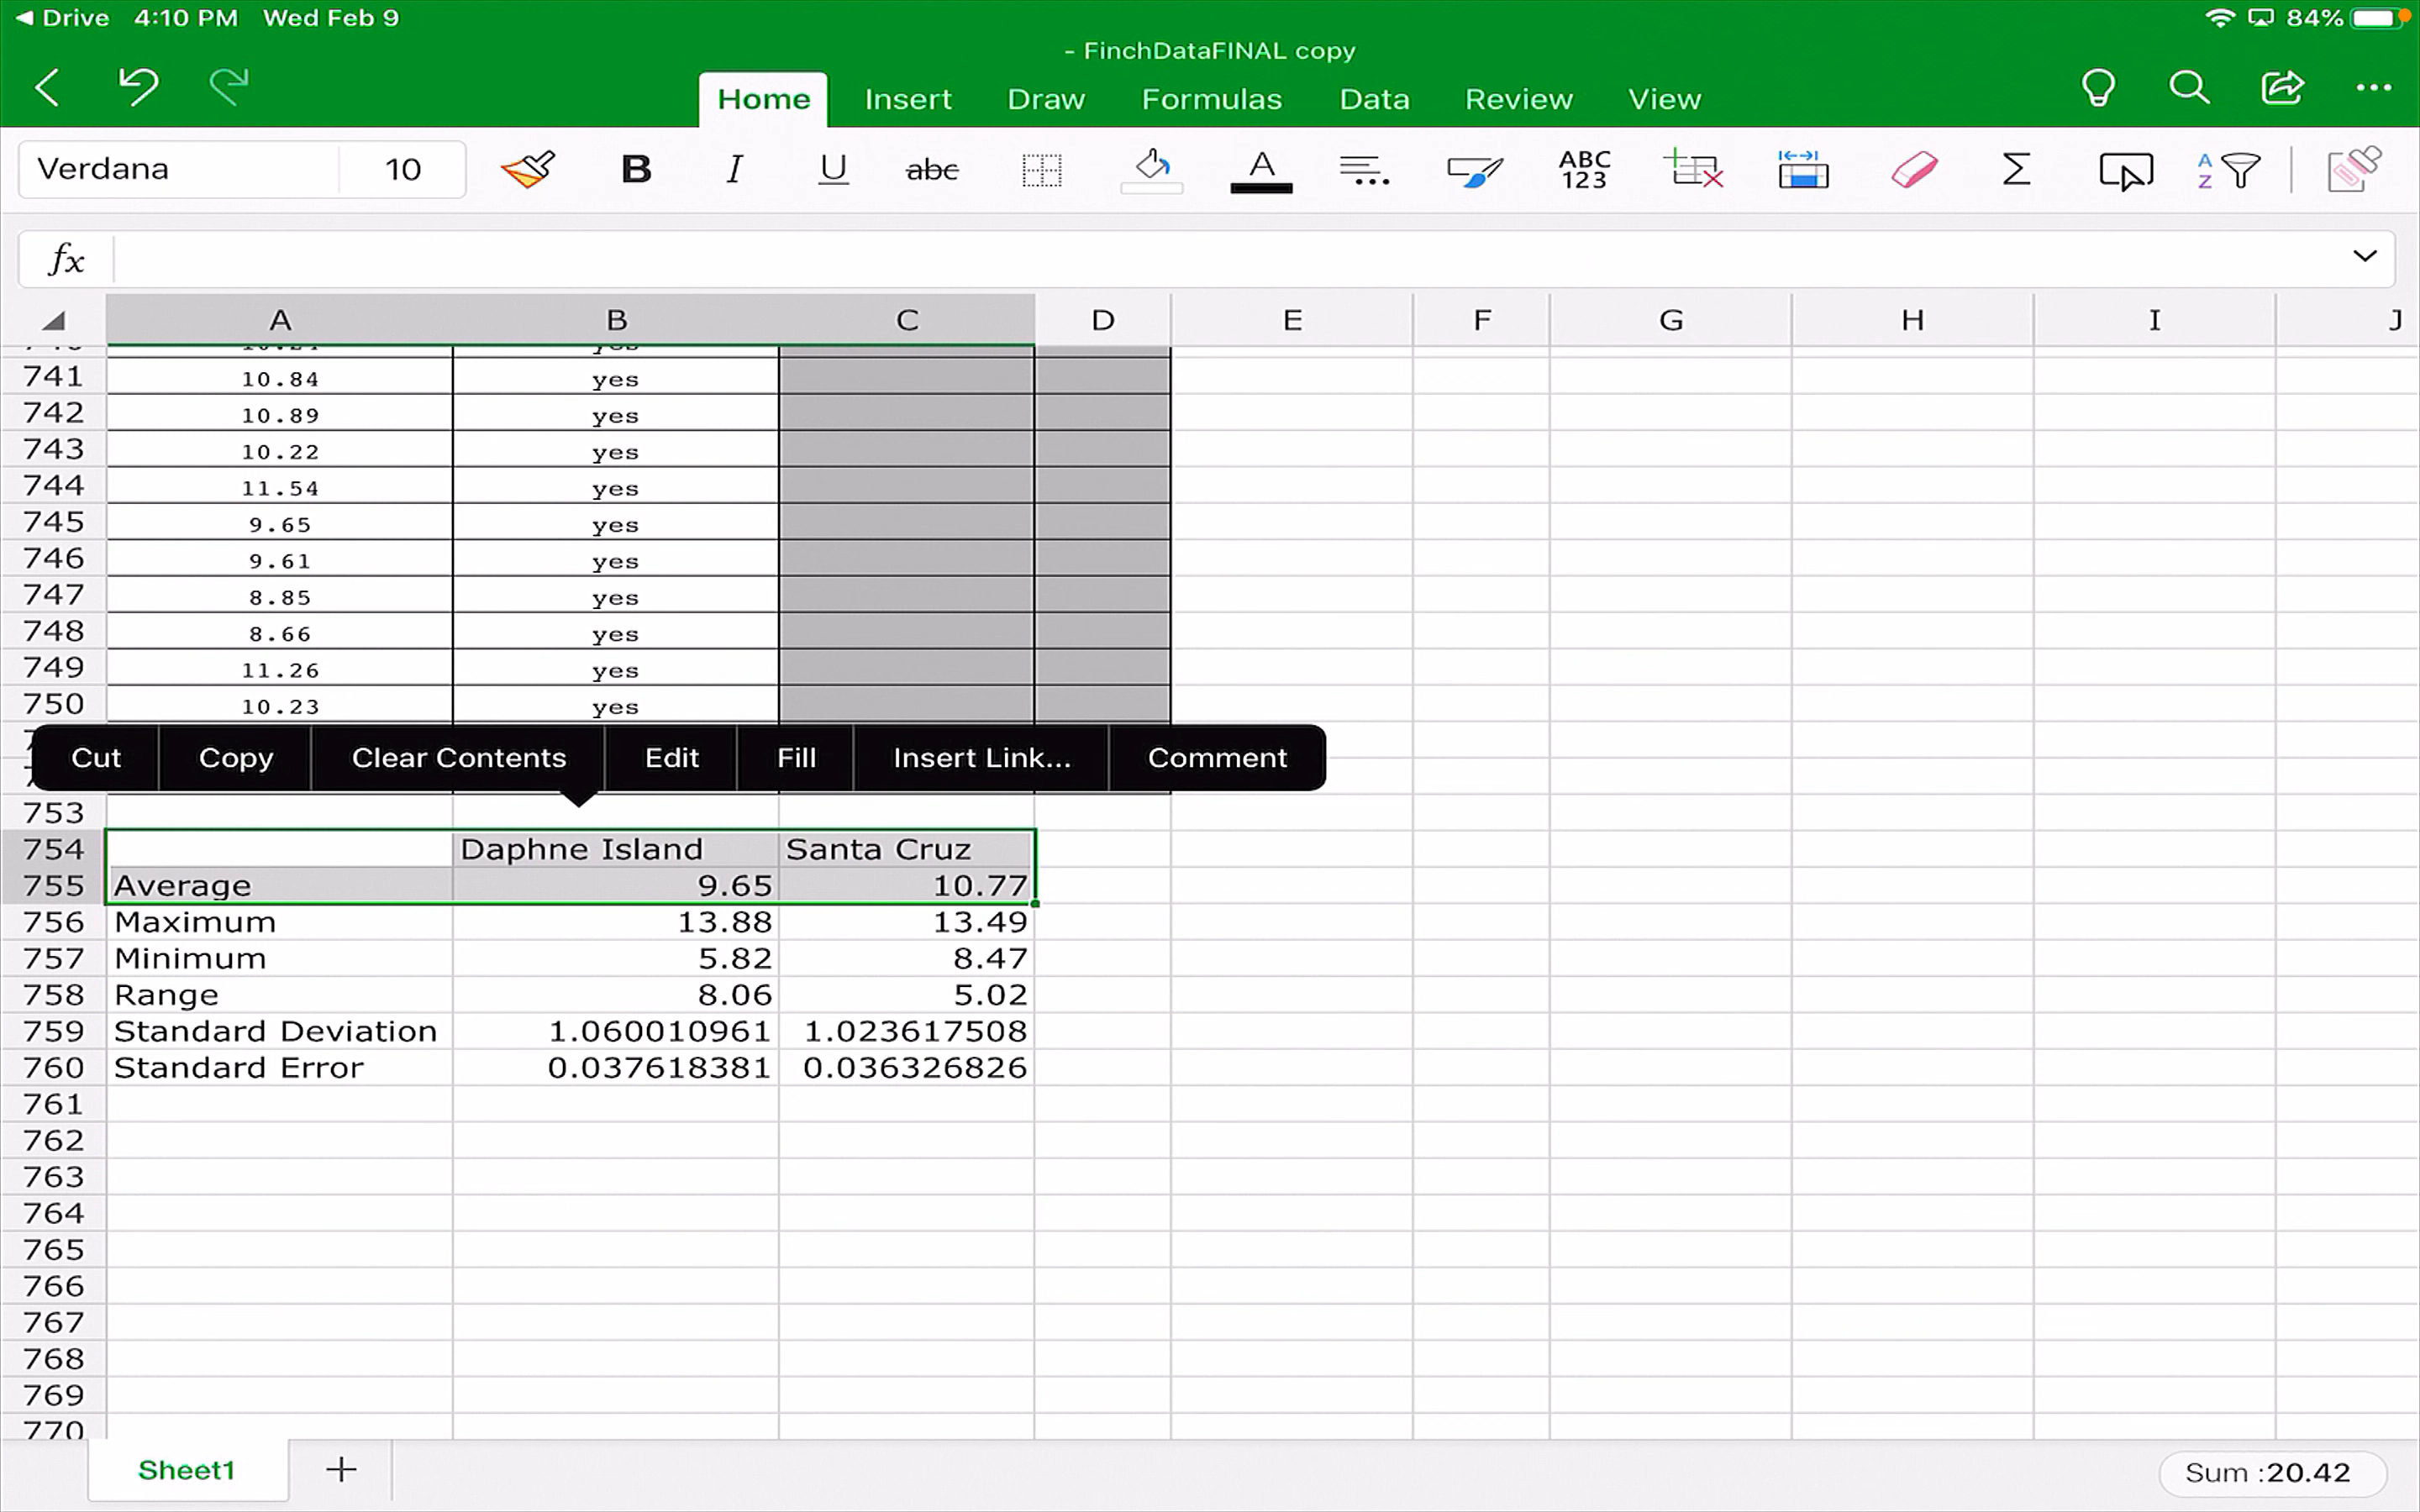 Drive 4:10 PM Wed Feb 9 84%
- FinchDataFINAL copy
Home Insert Draw Formulas Data Review View
Verdana 10 B I U abc A ABC 123 Σ A Z
fx
A B C D E F G H I J
741 10.84 yes
742 10.89 yes
743 10.22 yes
744 11.54 yes
745 9.65 yes
746 9.61 yes
747 8.85 yes
748 8.66 yes
749 11.26 yes
750 10.23 yes
Cut Copy Clear Contents Edit Fill Insert Link... Comment
753
754 Daphne Island Santa Cruz
755 Average 9.65 10.77
756 Maximum 13.88 13.49
757 Minimum 5.82 8.47
758 Range 8.06 5.02
759 Standard Deviation 1.060010961 1.023617508
760 Standard Error 0.037618381 0.036326826
761
762
763
764
765
766
767
768
769
770
Sheet1 + Sum :20.42